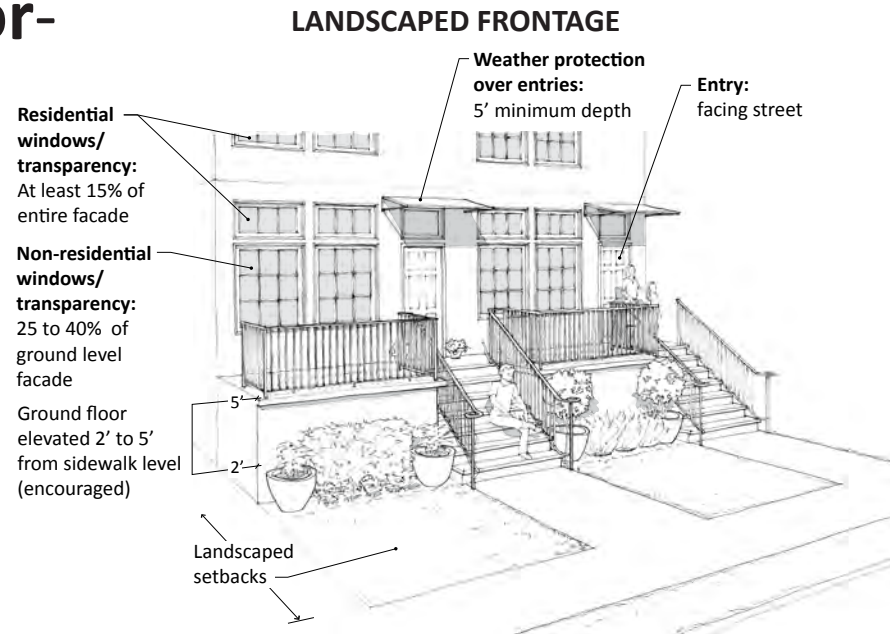 or-
LANDSCAPED FRONTAGE
Weather protection
over entries:
5’ minimum depth
Entry:
facing street
Residential
windows/
transparency:
At least 15% of
entire facade
Non-residential
windows/
transparency:
25 to 40% of
ground level
facade
Ground floor
elevated 2’ to 5’
from sidewalk level
(encouraged)
5’
2’
Landscaped
setbacks